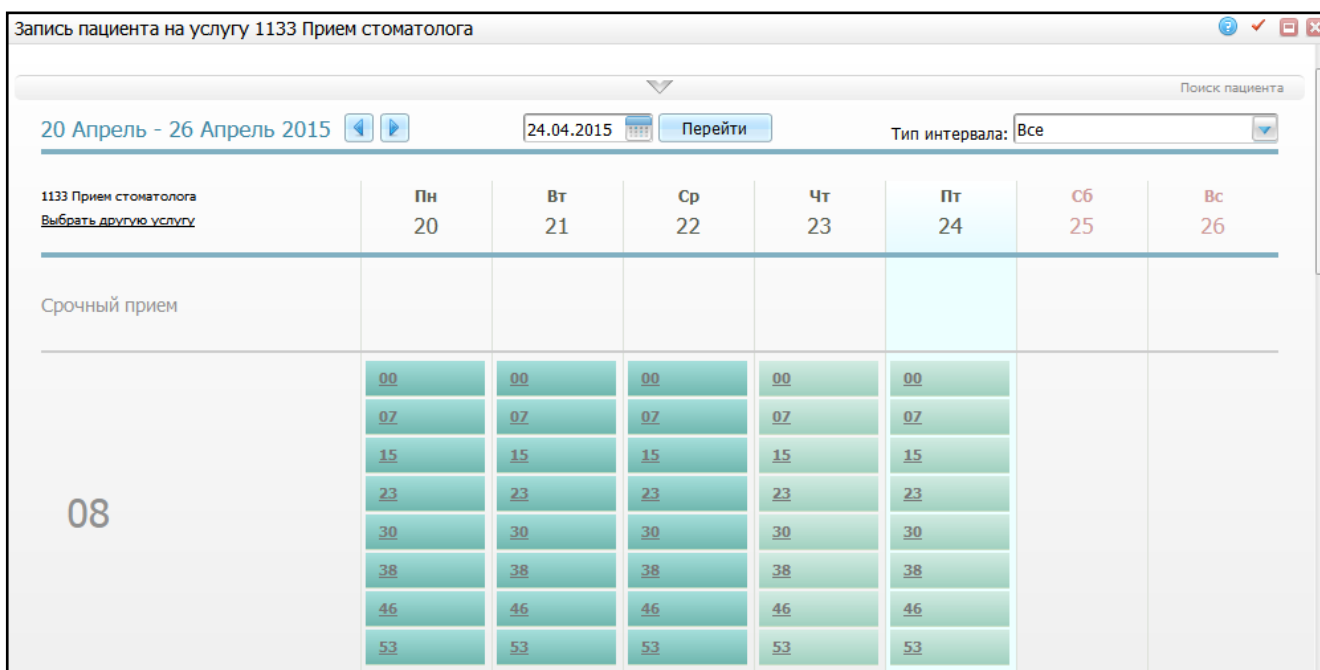 Запись пациента на услугу 1133 Прием стоматолога
Поиск пациента
20 Апрель - 26 Апрель 2015 24.04.2015 Перейти Тип интервала: Все
1133 Прием стоматолога
Выбрать другую услугу
Пн Вт Ср Чт Пт Сб Вс
20 21 22 23 24 25 26
Срочный прием
08
00 00 00 00 00
07 07 07 07 07
15 15 15 15 15
23 23 23 23 23
30 30 30 30 30
38 38 38 38 38
46 46 46 46 46
53 53 53 53 53